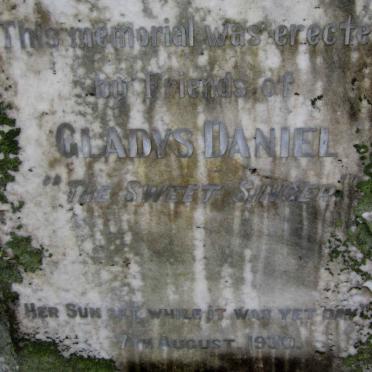 This memorial was erecte
by Friends of
GLADYS DANIEL
"THE SWEET SINGER"
HER SUN SET WHILE IT WAS YET DAY
7TH AUGUST 1930.